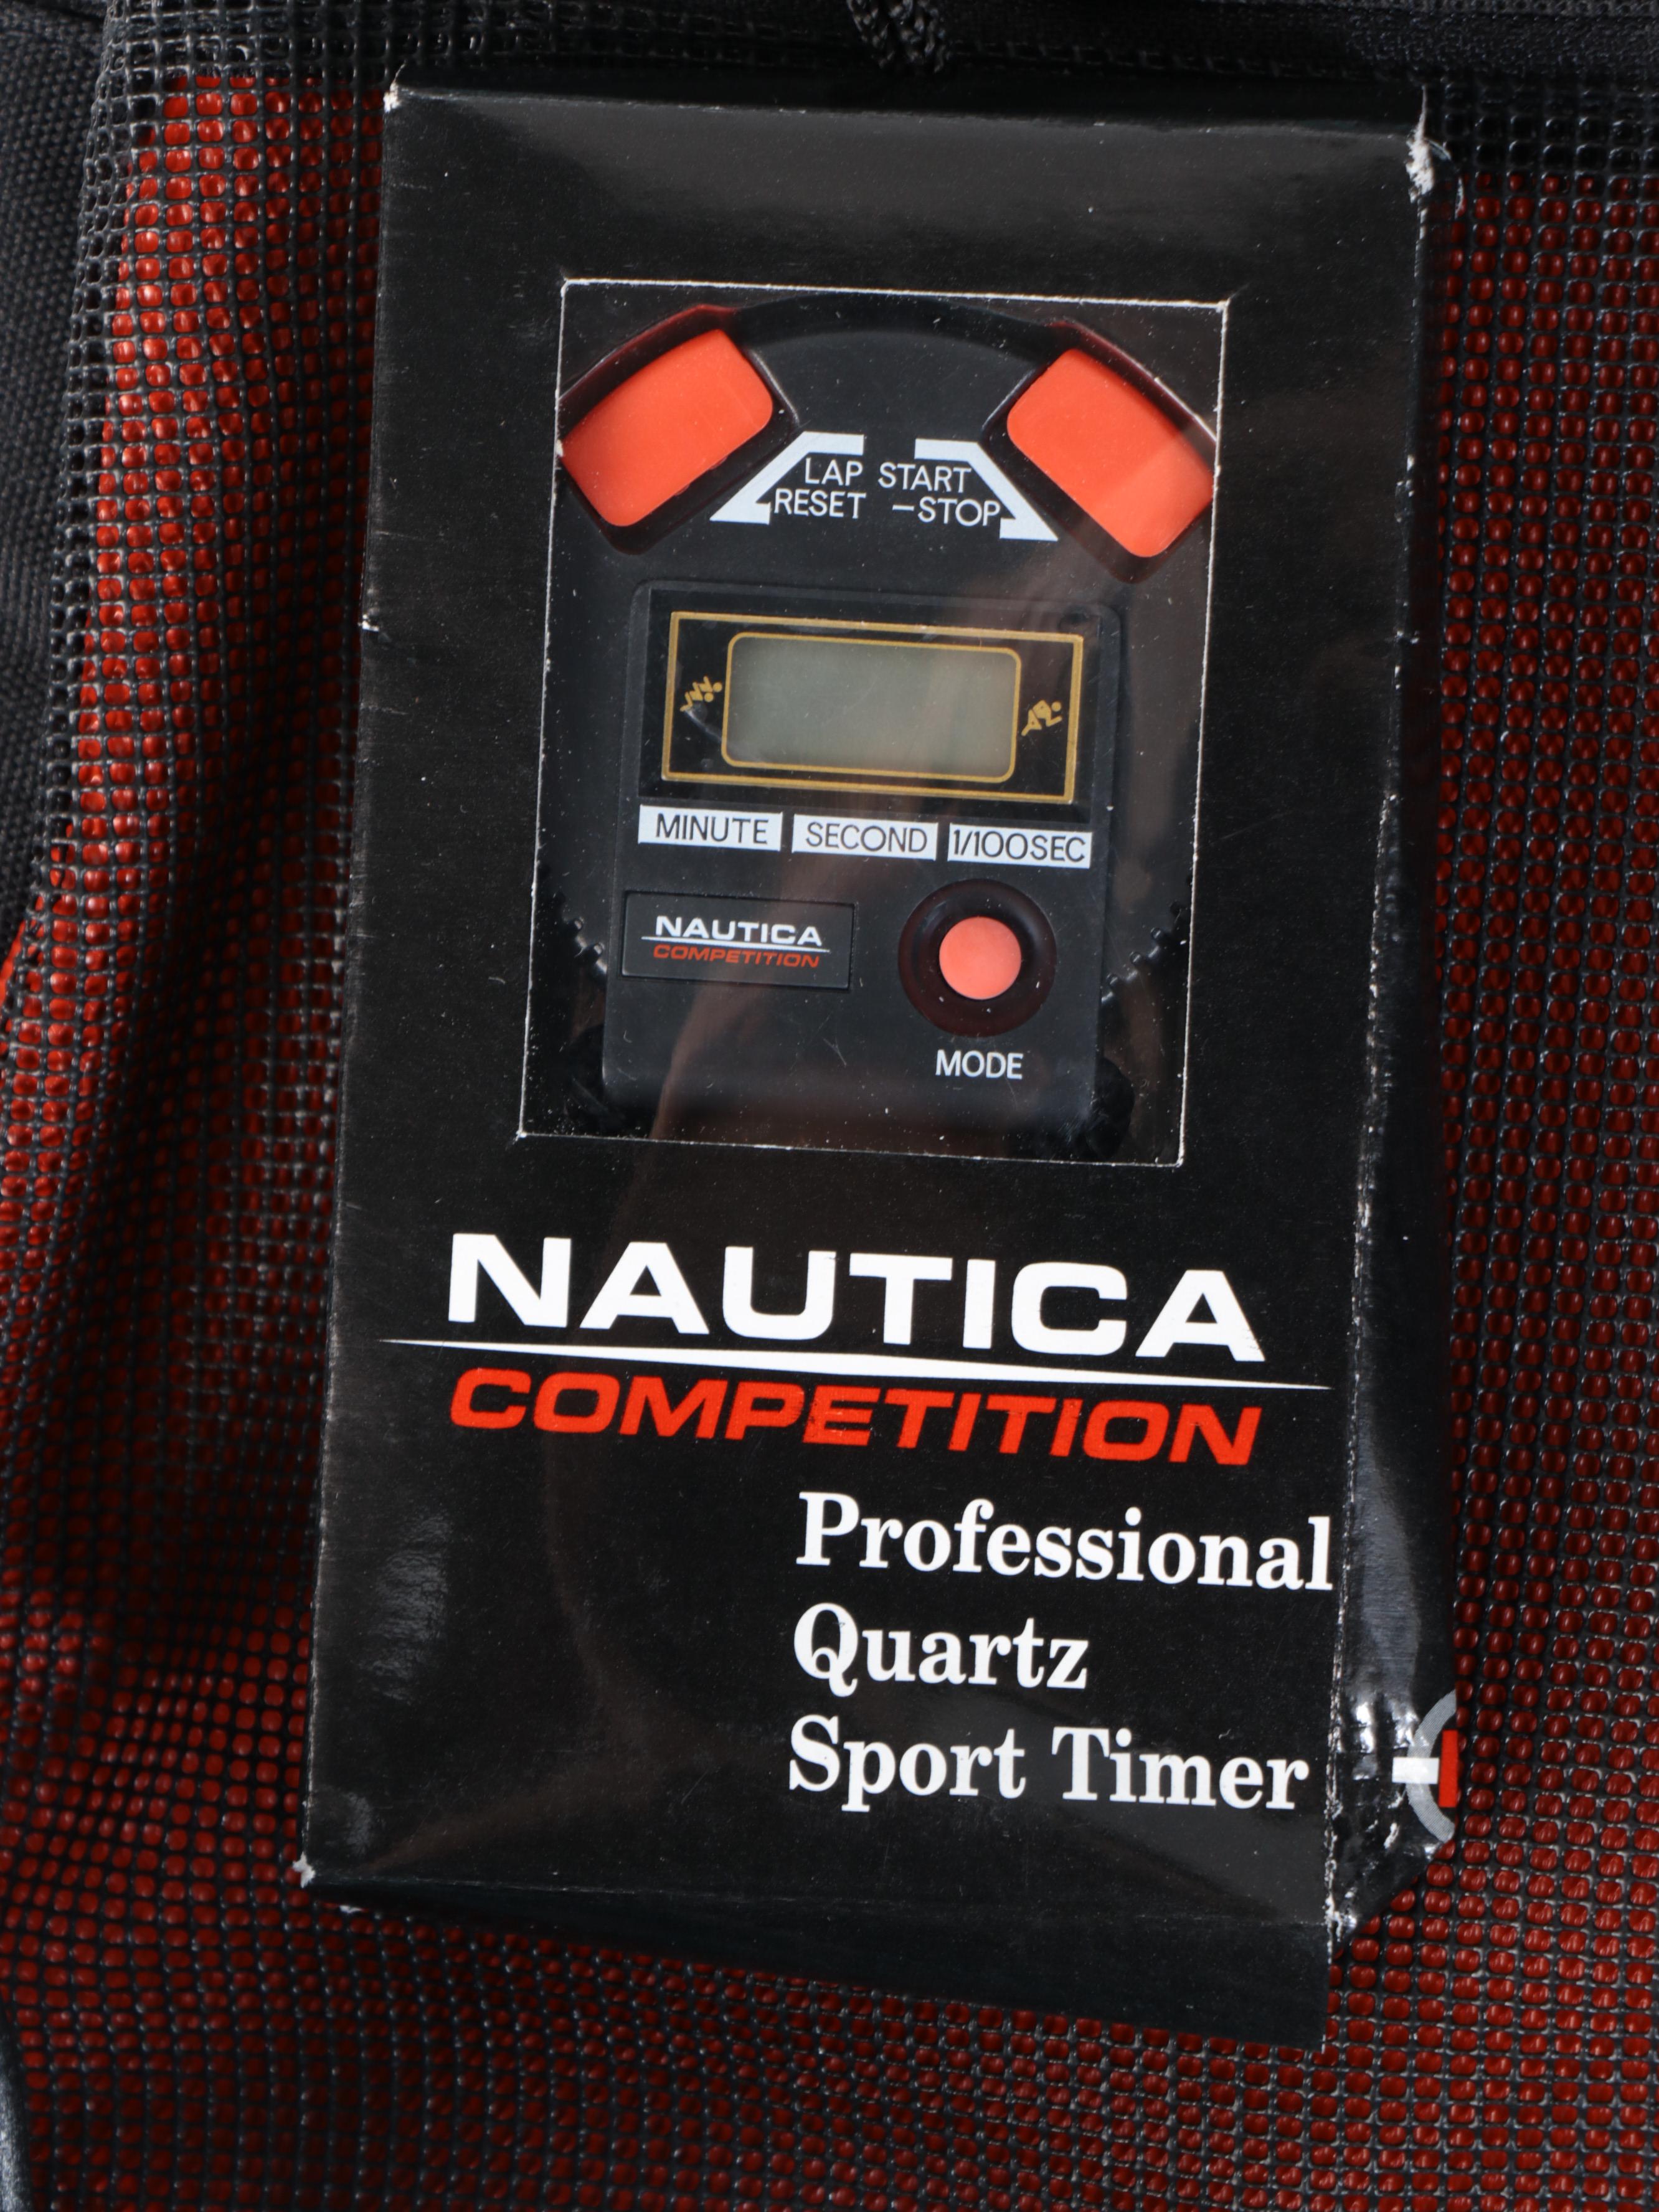 LAP START
RESET –STOP
MINUTE SECOND 1/100SEC
NAUTICA
COMPETITION
MODE
NAUTICA
COMPETITION
Professional
Quartz
Sport Timer